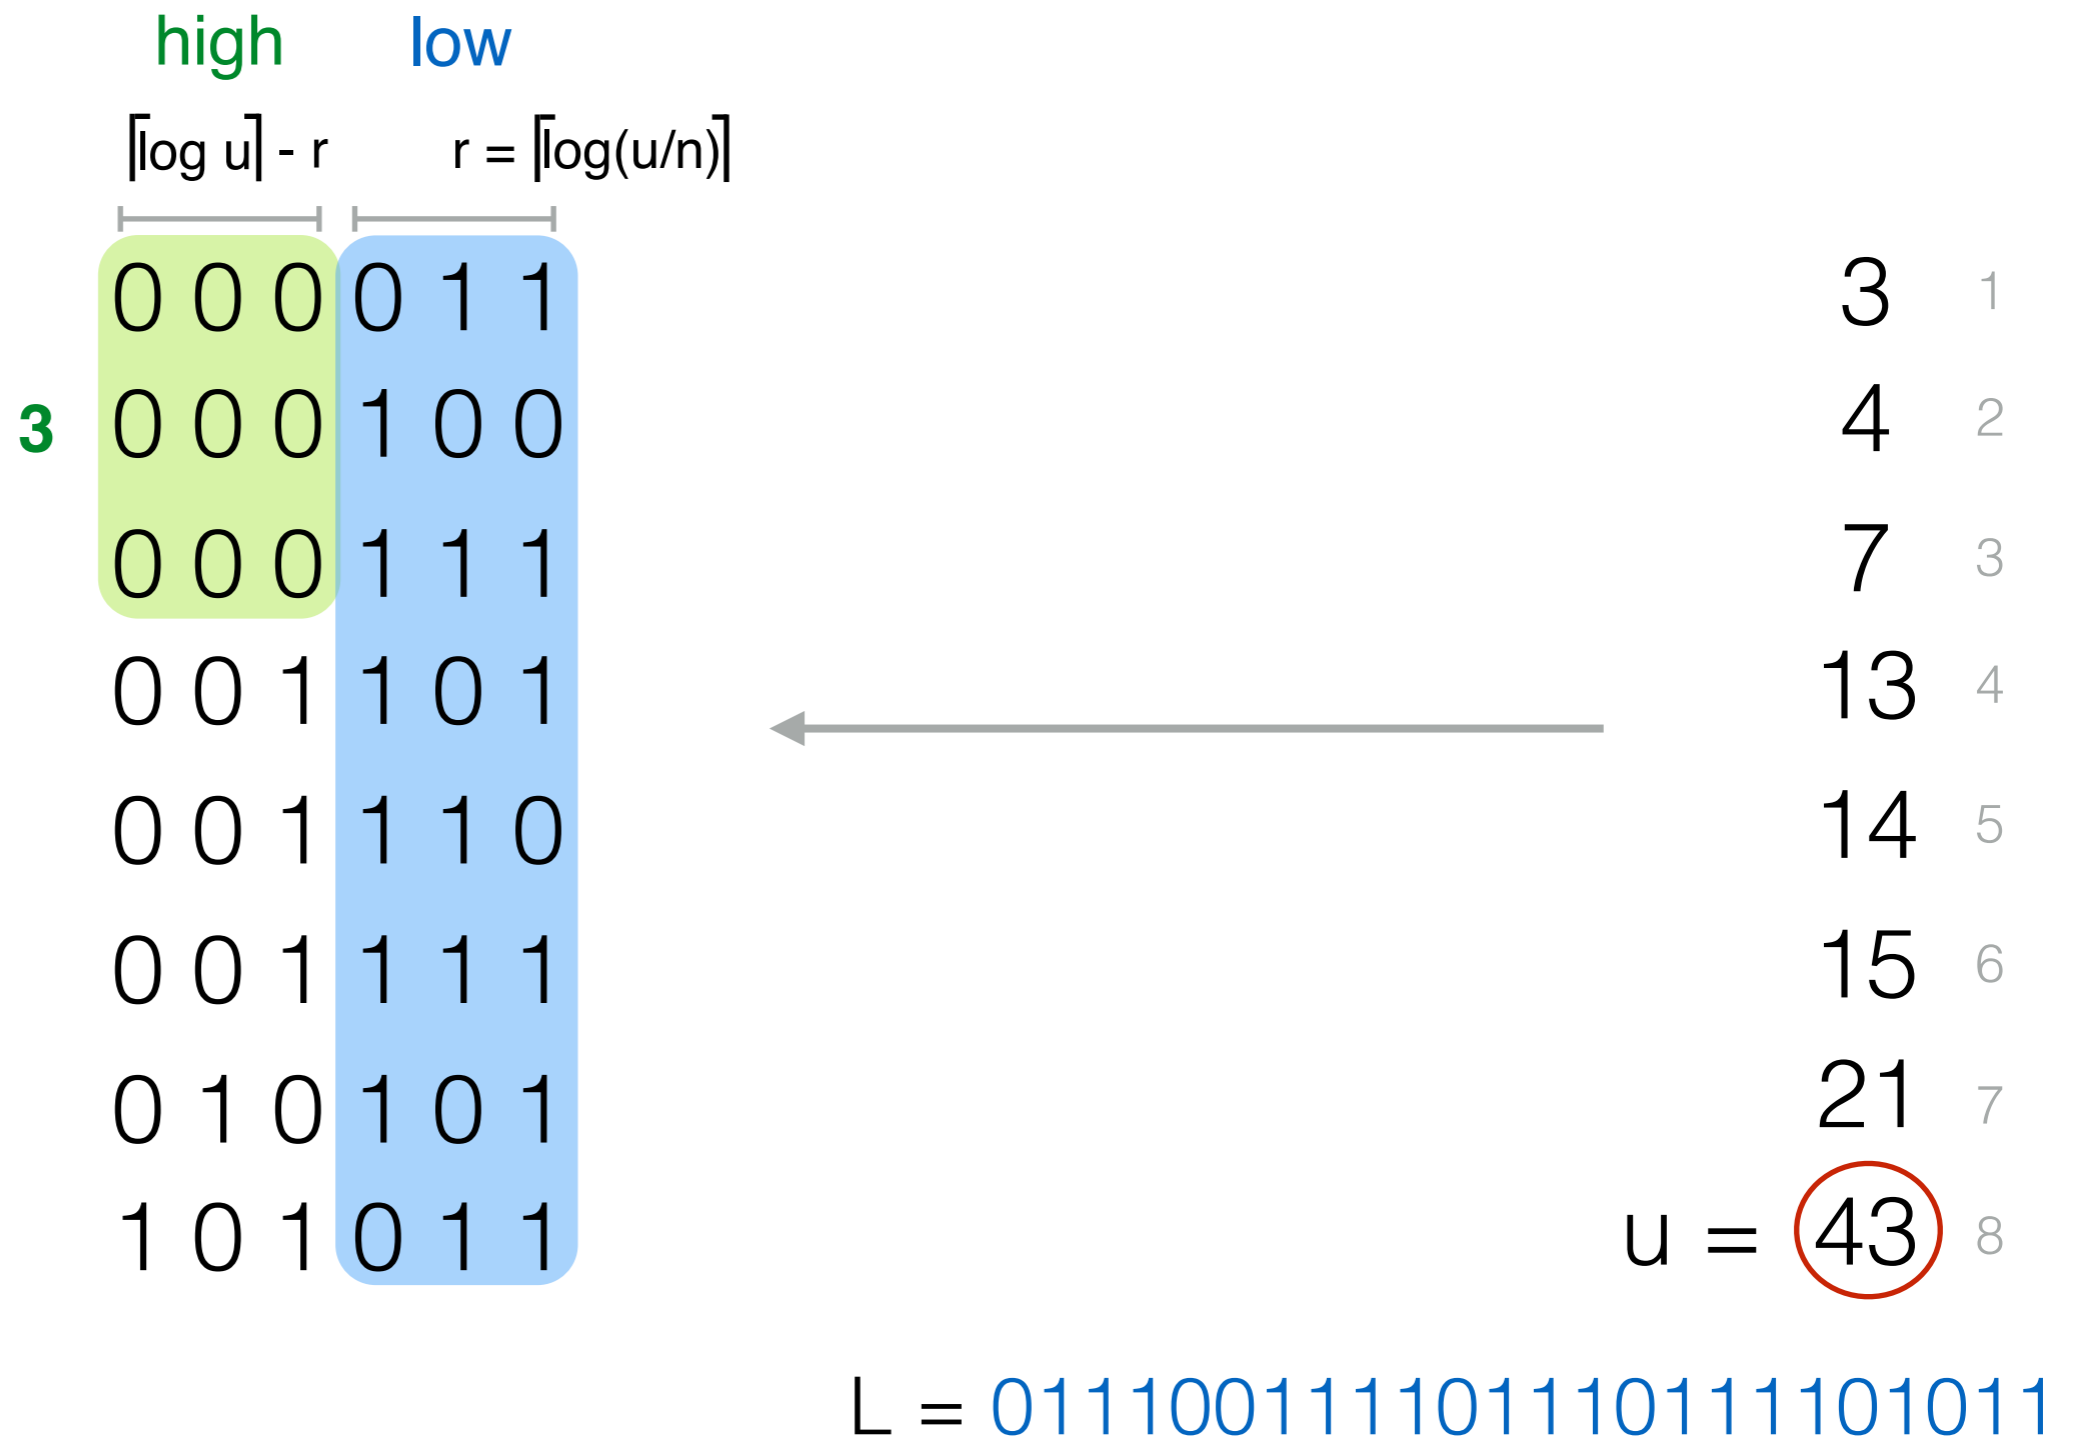 high low
⌈log u⌉ - r r = ⌈log(u/n)⌉
0 0 0 0 1 1 3 1
3 0 0 0 1 0 0 4 2
0 0 0 1 1 1 7 3
0 0 1 1 0 1 13 4
0 0 1 1 1 0 14 5
0 0 1 1 1 1 15 6
0 1 0 1 0 1 21 7
1 0 1 0 1 1 u = 43 8
L = 011100111101110111101011